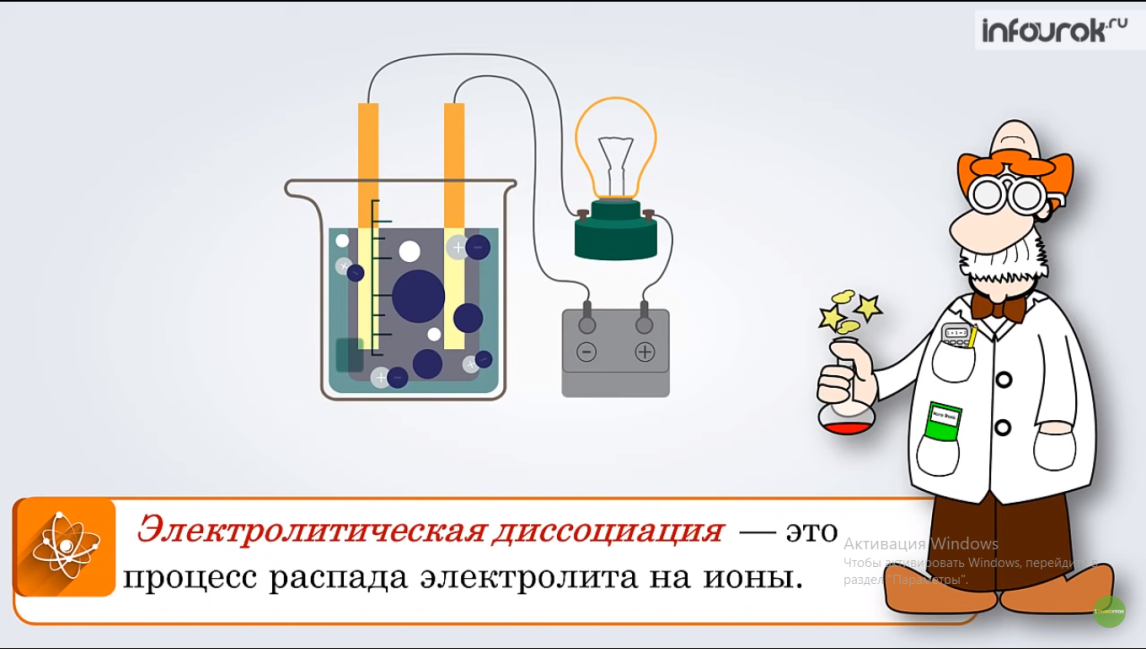 infourok.ru
Электролитическая диссоциация — это
процесс распада электролита на ионы.
Активация Windows
Чтобы активировать Windows, перейдите в
раздел "Параметры".